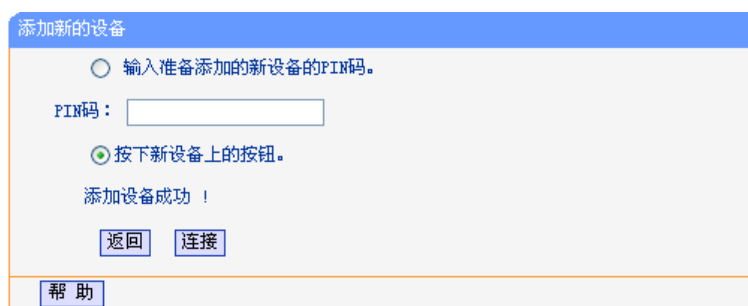 添加新的设备
输入准备添加的新设备的PIN码。
PIN码：
按下新设备上的按钮。
添加设备成功 ！
返回 连接
帮 助